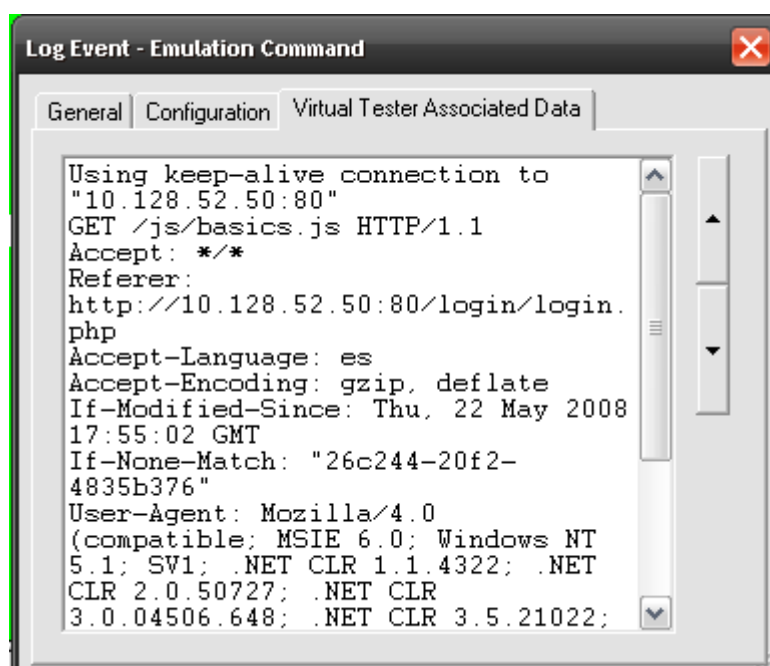 Log Event - Emulation Command
General Configuration Virtual Tester Associated Data
Using keep-alive connection to
"10.128.52.50:80"
GET /js/basics.js HTTP/1.1
Accept: */*
Referer:
http://10.128.52.50:80/login/login.
php
Accept-Language: es
Accept-Encoding: gzip, deflate
If-Modified-Since: Thu, 22 May 2008
17:55:02 GMT
If-None-Match: "26c244-20f2-
4835b376"
User-Agent: Mozilla/4.0
(compatible; MSIE 6.0; Windows NT
5.1; SV1; .NET CLR 1.1.4322; .NET
CLR 2.0.50727; .NET CLR
3.0.04506.648; .NET CLR 3.5.21022;